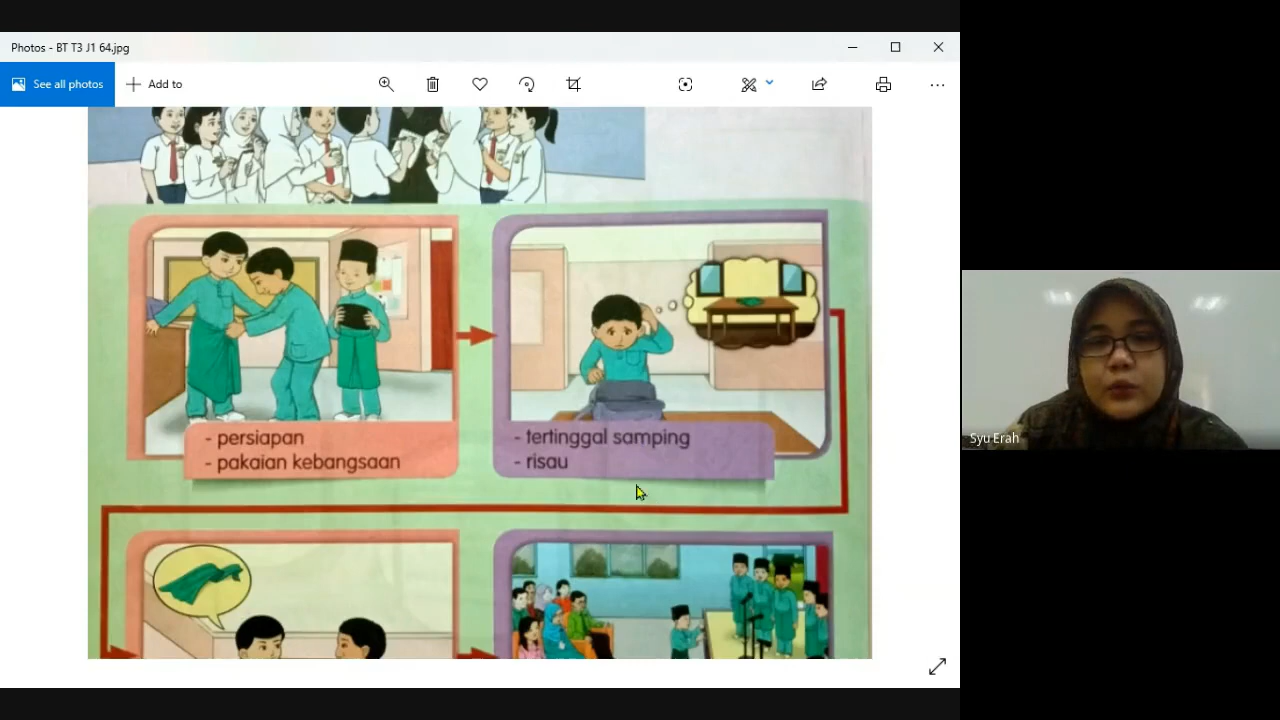 Photos - BT T3 J1 64.jpg
See all photos
Add to
- persiapan
- pakaian kebangsaan
- tertinggal samping
- risau
Syu Erah